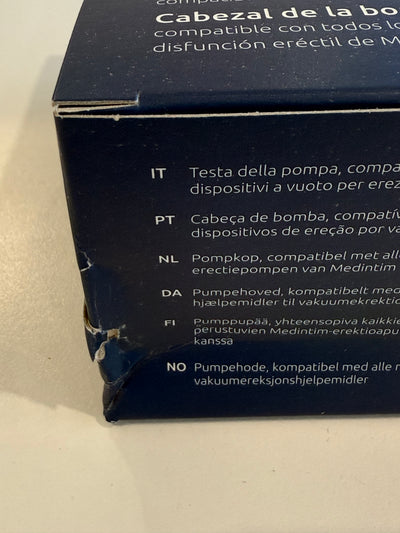 Cabezal de la bo
compatible con todos lo
disfunción eréctil de M
IT Testa della pompa, compa
dispositivi a vuoto per erez
PT Cabeça de bomba, compatív
dispositivos de ereção por va
NL Pompkop, compatibel met alle
erectiepompen van Medintim
DA Pumpehoved, kompatibelt med
hjælpemidler til vakuumerektio
FI Pumppupää, yhteensopiva kaikkie
perustuvien Medintim-erektioapu
kanssa
NO Pumpehode, kompatibel med alle
vakuumereksjonshjelpemidler